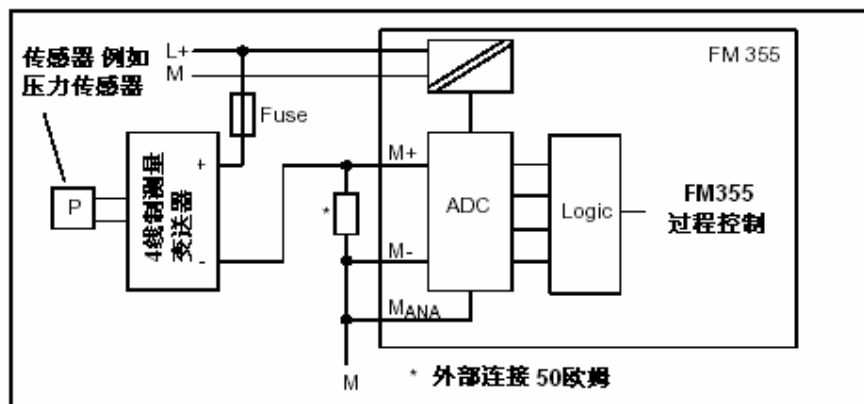 传感器 例如
压力传感器
L+
M
FM 355
Fuse
4线制测量
变送器
+
-
P
M+
*
ADC
Logic
FM355
过程控制
M-
MANA
M
* 外部连接 50欧姆